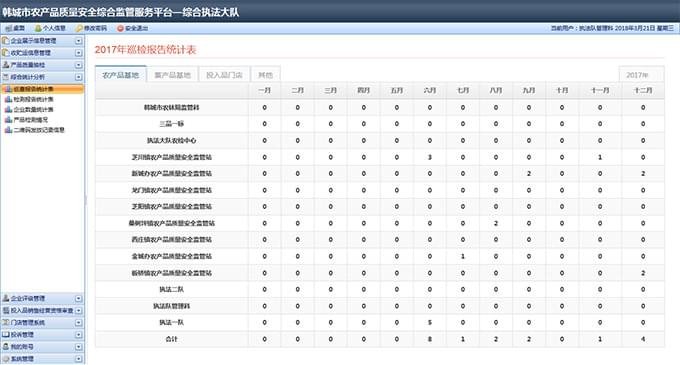 韩城市农产品质量安全综合监管服务平台—综合执法大队
桌面 个人信息 修改密码 安全退出 当前用户：执法队管理科 2018年3月21日 星期三
企业展示信息管理
收贮运信息管理
产品质量抽检
综合统计分析
巡查报告统计表
检测报告统计表
企业数量统计表
产品检测情况
二维码发放记录信息
企业评级管理
投入品销售经营资格审查
门店管理系统
投诉管理
我的账号
系统管理
2017年巡检报告统计表
农产品基地 畜产品基地 投入品门店 其他 2017年
一月 二月 三月 四月 五月 六月 七月 八月 九月 十月 十一月 十二月
韩城市农林局监管科 0 0 0 0 0 0 0 0 0 0 0 0
三品一标 0 0 0 0 0 0 0 0 0 0 0 0
执法大队农检中心 0 0 0 0 0 0 0 0 0 0 0 0
芝川镇农产品质量安全监管站 0 0 0 0 0 3 0 0 0 0 1 0
新城办农产品质量安全监管站 0 0 0 0 0 0 0 0 2 0 0 2
龙门镇农产品质量安全监管站 0 0 0 0 0 0 0 0 0 0 0 0
芝阳镇农产品质量安全监管站 0 0 0 0 0 0 0 0 0 0 0 0
桑树坪镇农产品质量安全监管站 0 0 0 0 0 0 0 2 0 0 0 0
西庄镇农产品质量安全监管站 0 0 0 0 0 0 0 0 0 0 0 0
金城办农产品质量安全监管站 0 0 0 0 0 0 1 0 0 0 0 0
板桥镇农产品质量安全监管站 0 0 0 0 0 0 0 0 0 0 0 2
执法二队 0 0 0 0 0 0 0 0 0 0 0 0
执法队管理科 0 0 0 0 0 0 0 0 0 0 0 0
执法一队 0 0 0 0 0 5 0 0 0 0 0 0
合计 0 0 0 0 0 8 1 2 2 0 1 4